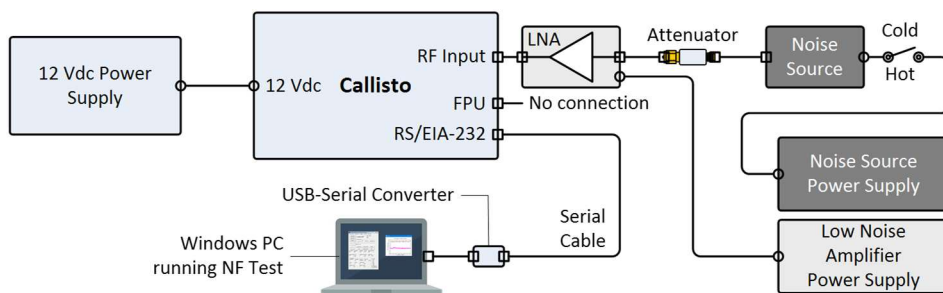 12 Vdc Power
Supply
12 Vdc
Callisto
RF Input
FPU
RS/EIA-232
No connection
LNA
Attenuator
Noise
Source
Cold
Hot
Noise Source
Power Supply
Low Noise
Amplifier
Power Supply
USB-Serial Converter
Serial
Cable
Windows PC
running NF Test